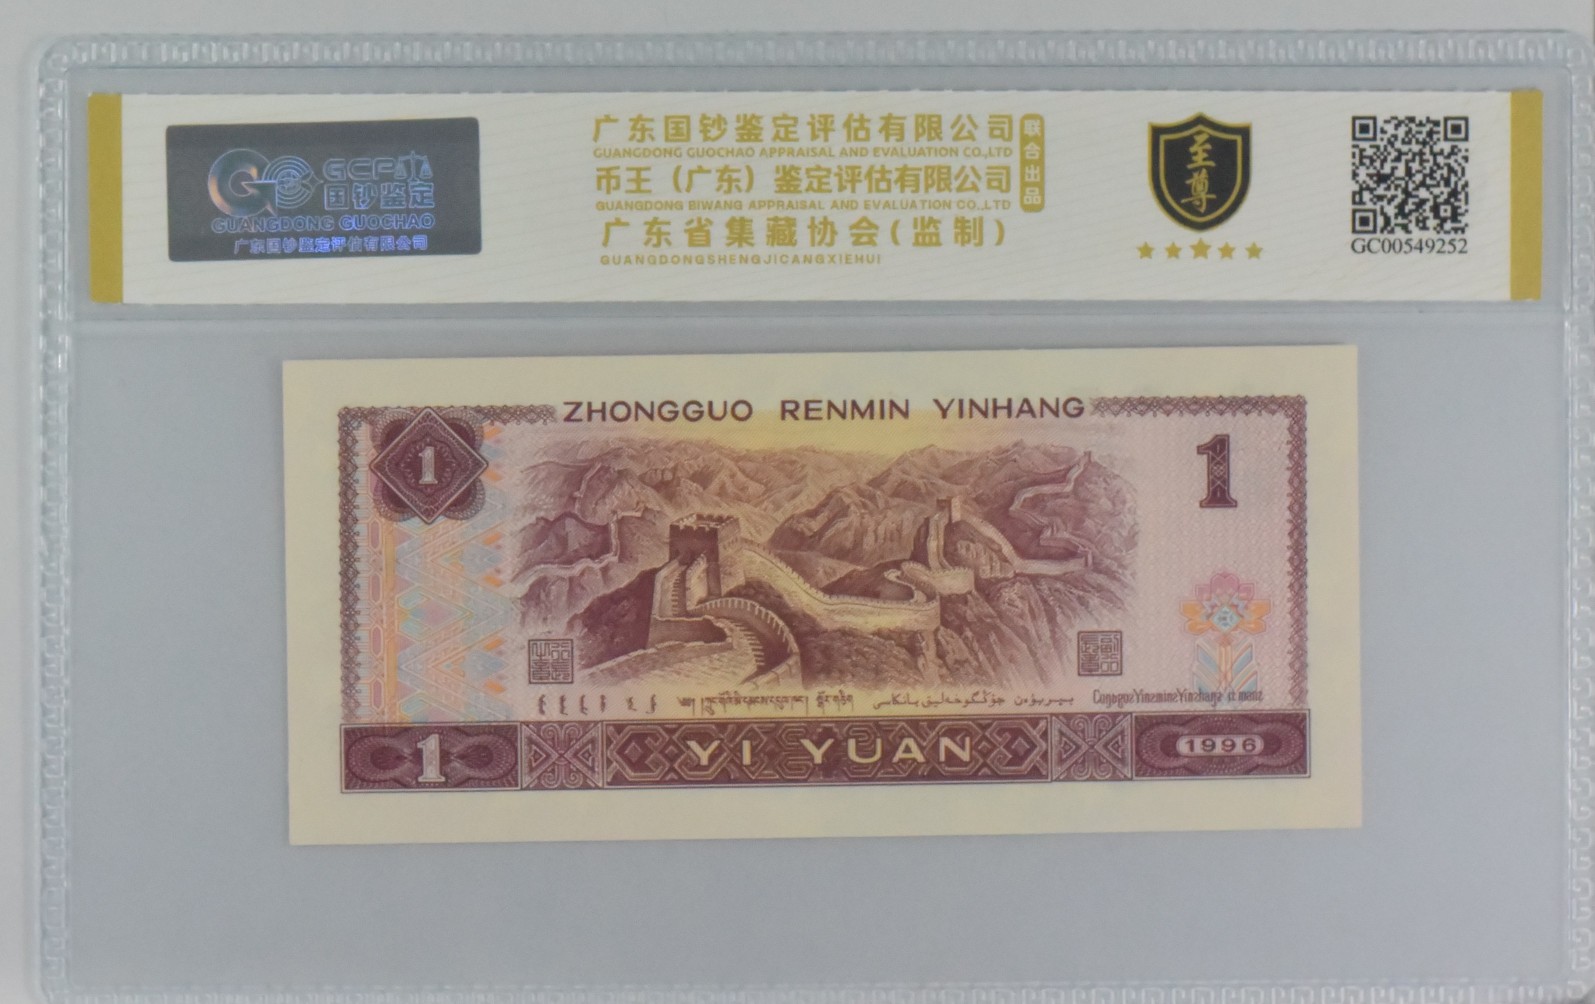 GCP
国钞鉴定
GUANGDONG GUOCHAO
广东国钞鉴定评估有限公司
广东国钞鉴定评估有限公司
GUANGDONG GUOCHAO APPRAISAL AND EVALUATION CO.,LTD
币王（广东）鉴定评估有限公司
GUANGDONG BIWANG APPRAISAL AND EVALUATION CO.,LTD
广东省集藏协会(监制)
GUANGDONGSHENGJICANGXIEHUI
联合出品
至尊
GC00549252
ZHONGGUO RENMIN YINHANG
1
1
1
YI YUAN
1996